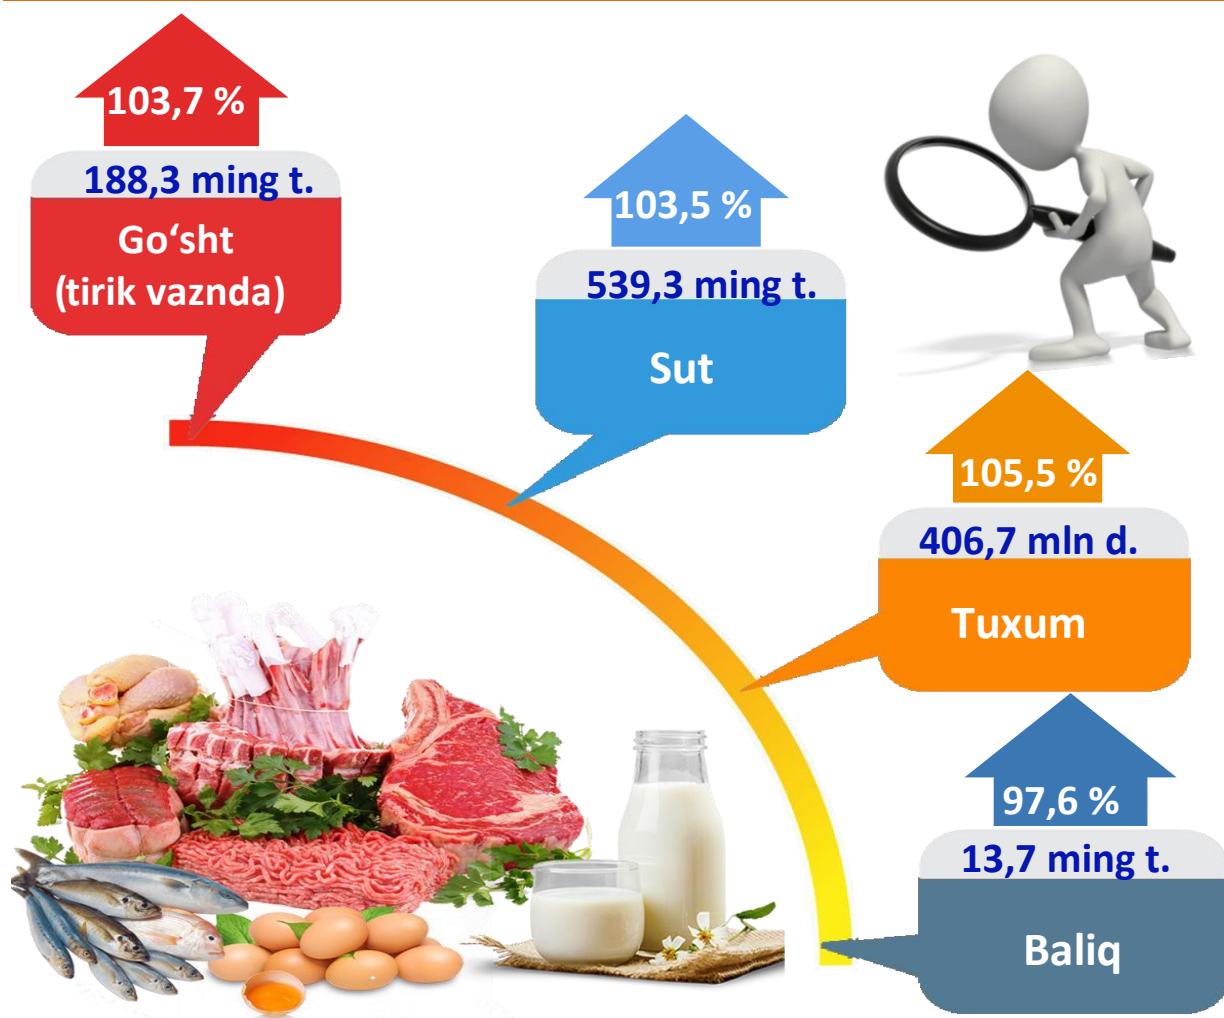 103,7 %
188,3 ming t.
Go‘sht
(tirik vaznda)
103,5 %
539,3 ming t.
Sut
105,5 %
406,7 mln d.
Tuxum
97,6 %
13,7 ming t.
Baliq